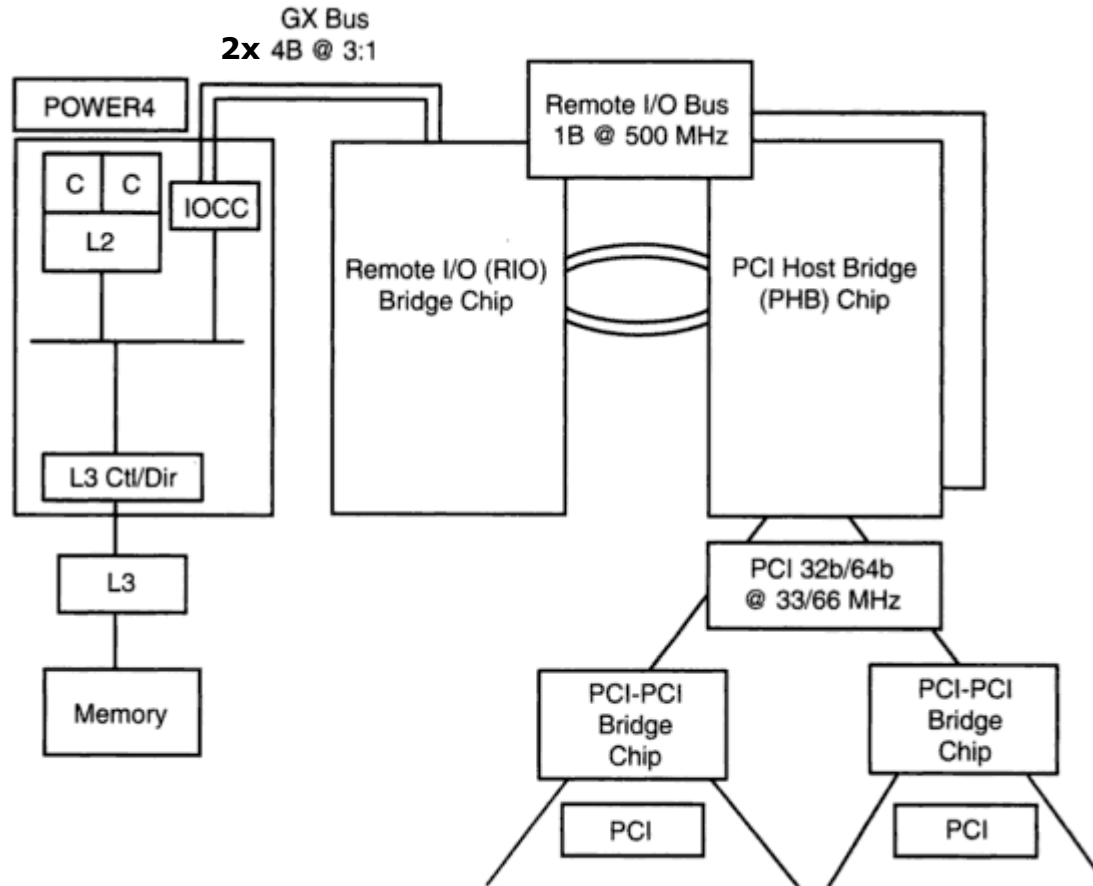 GX Bus
2x 4B @ 3:1
POWER4
C
C
IOCC
L2
L3 Ctl/Dir
L3
Memory
Remote I/O Bus
1B @ 500 MHz
Remote I/O (RIO)
Bridge Chip
PCI Host Bridge
(PHB) Chip
PCI 32b/64b
@ 33/66 MHz
PCI-PCI
Bridge
Chip
PCI
PCI-PCI
Bridge
Chip
PCI